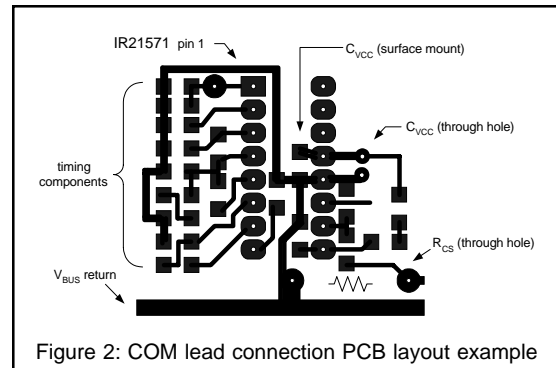 IR21571 pin 1
C_VCC (surface mount)
C_VCC (through hole)
timing
components
R_CS (through hole)
V_BUS return
Figure 2: COM lead connection PCB layout example